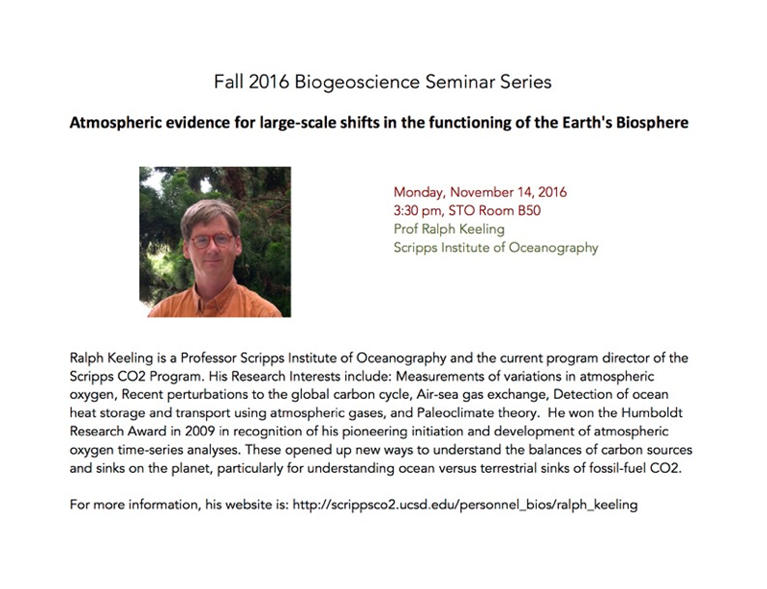 Fall 2016 Biogeoscience Seminar Series
Atmospheric evidence for large-scale shifts in the functioning of the Earth's Biosphere
Monday, November 14, 2016
3:30 pm, STO Room B50
Prof Ralph Keeling
Scripps Institute of Oceanography
Ralph Keeling is a Professor Scripps Institute of Oceanography and the current program director of the
Scripps CO2 Program. His Research Interests include: Measurements of variations in atmospheric
oxygen, Recent perturbations to the global carbon cycle, Air-sea gas exchange, Detection of ocean
heat storage and transport using atmospheric gases, and Paleoclimate theory.  He won the Humboldt
Research Award in 2009 in recognition of his pioneering initiation and development of atmospheric
oxygen time-series analyses. These opened up new ways to understand the balances of carbon sources
and sinks on the planet, particularly for understanding ocean versus terrestrial sinks of fossil-fuel CO2.
For more information, his website is: http://scrippsco2.ucsd.edu/personnel_bios/ralph_keeling